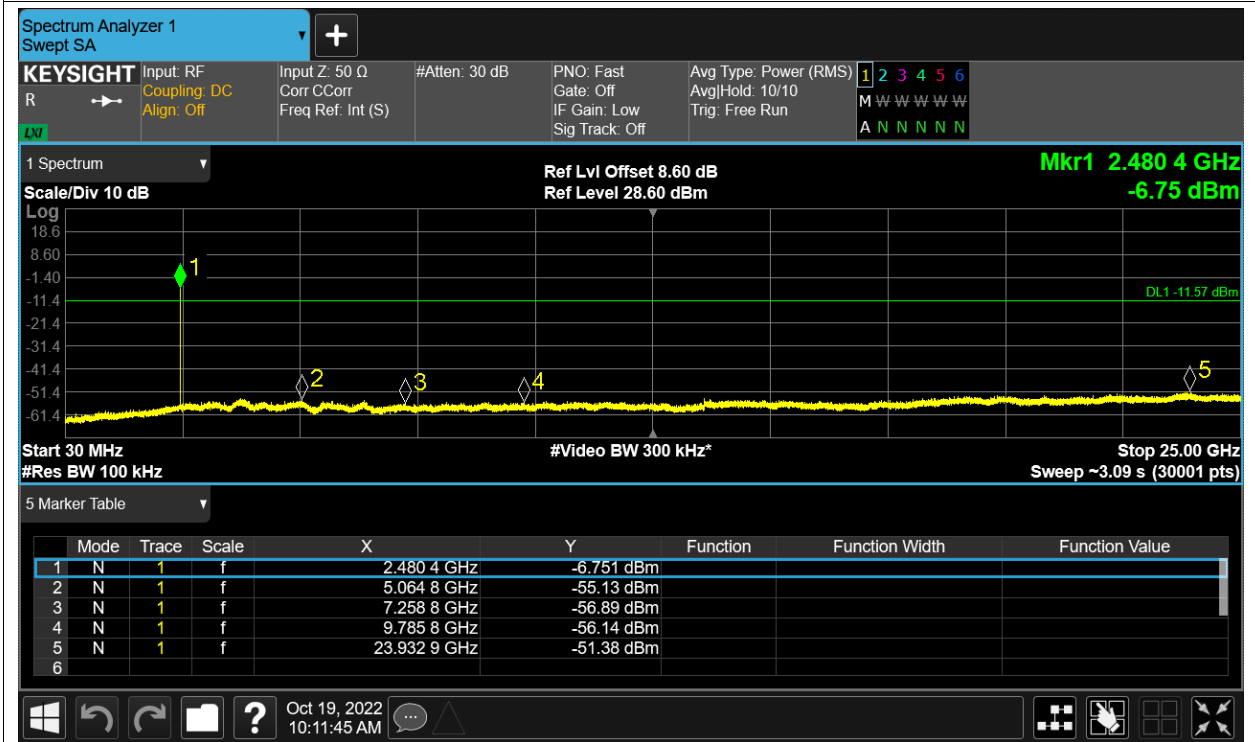 Spectrum Analyzer 1
Swept SA
KEYSIGHT
R
LXI
Input: RF
Coupling: DC
Align: Off
Input Z: 50 Ω
Corr CCorr
Freq Ref: Int (S)
#Atten: 30 dB
PNO: Fast
Gate: Off
IF Gain: Low
Sig Track: Off
Avg Type: Power (RMS)
Avg|Hold: 10/10
Trig: Free Run
1 2 3 4 5 6
M W W W W W
A N N N N N
1 Spectrum
Scale/Div 10 dB
Ref Lvl Offset 8.60 dB
Ref Level 28.60 dBm
Mkr1 2.480 4 GHz
-6.75 dBm
Log
18.6
8.60
-1.40
-11.4
-21.4
-31.4
-41.4
-51.4
-61.4
1
2
3
4
5
DL1 -11.57 dBm
Start 30 MHz
#Video BW 300 kHz*
Stop 25.00 GHz
#Res BW 100 kHz
Sweep ~3.09 s (30001 pts)
5 Marker Table
Mode Trace Scale X Y Function Function Width Function Value
1 N 1 f 2.480 4 GHz -6.751 dBm
2 N 1 f 5.064 8 GHz -55.13 dBm
3 N 1 f 7.258 8 GHz -56.89 dBm
4 N 1 f 9.785 8 GHz -56.14 dBm
5 N 1 f 23.932 9 GHz -51.38 dBm
6
?
Oct 19, 2022
10:11:45 AM